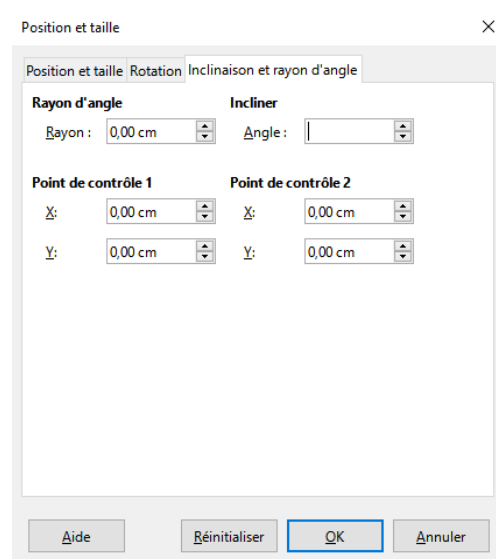 Position et taille
Position et taille Rotation Inclinaison et rayon d'angle
Rayon d'angle Incliner
Rayon : 0,00 cm Angle :
Point de contrôle 1 Point de contrôle 2
X: 0,00 cm X: 0,00 cm
Y: 0,00 cm Y: 0,00 cm
Aide Réinitialiser OK Annuler